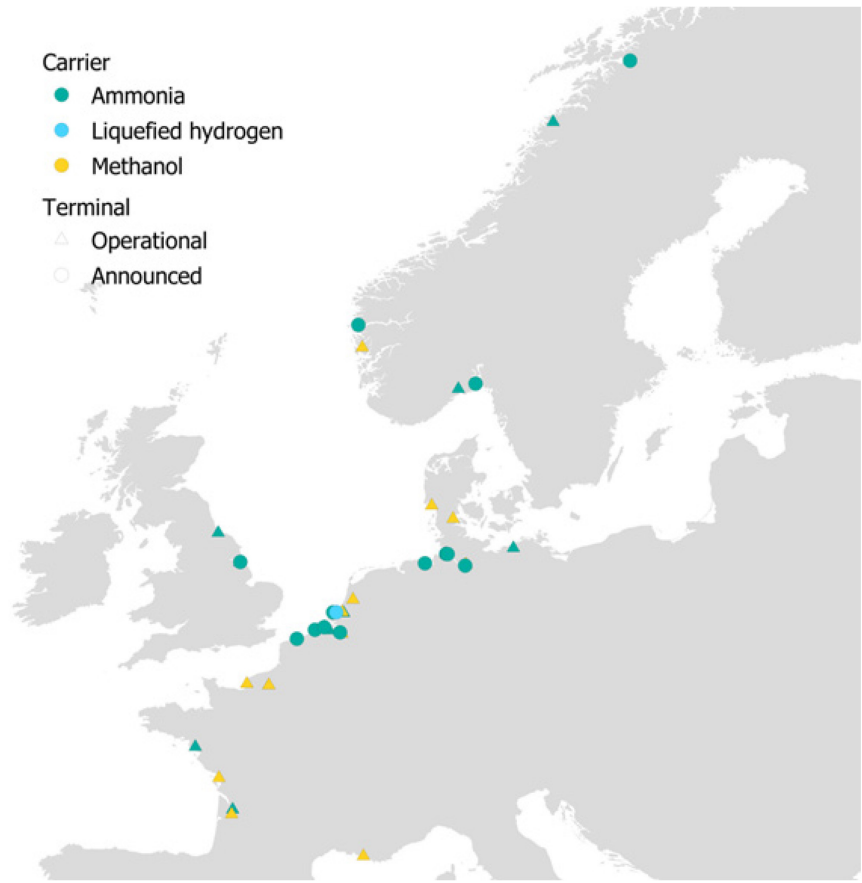 Carrier
Ammonia
Liquefied hydrogen
Methanol
Terminal
Operational
Announced